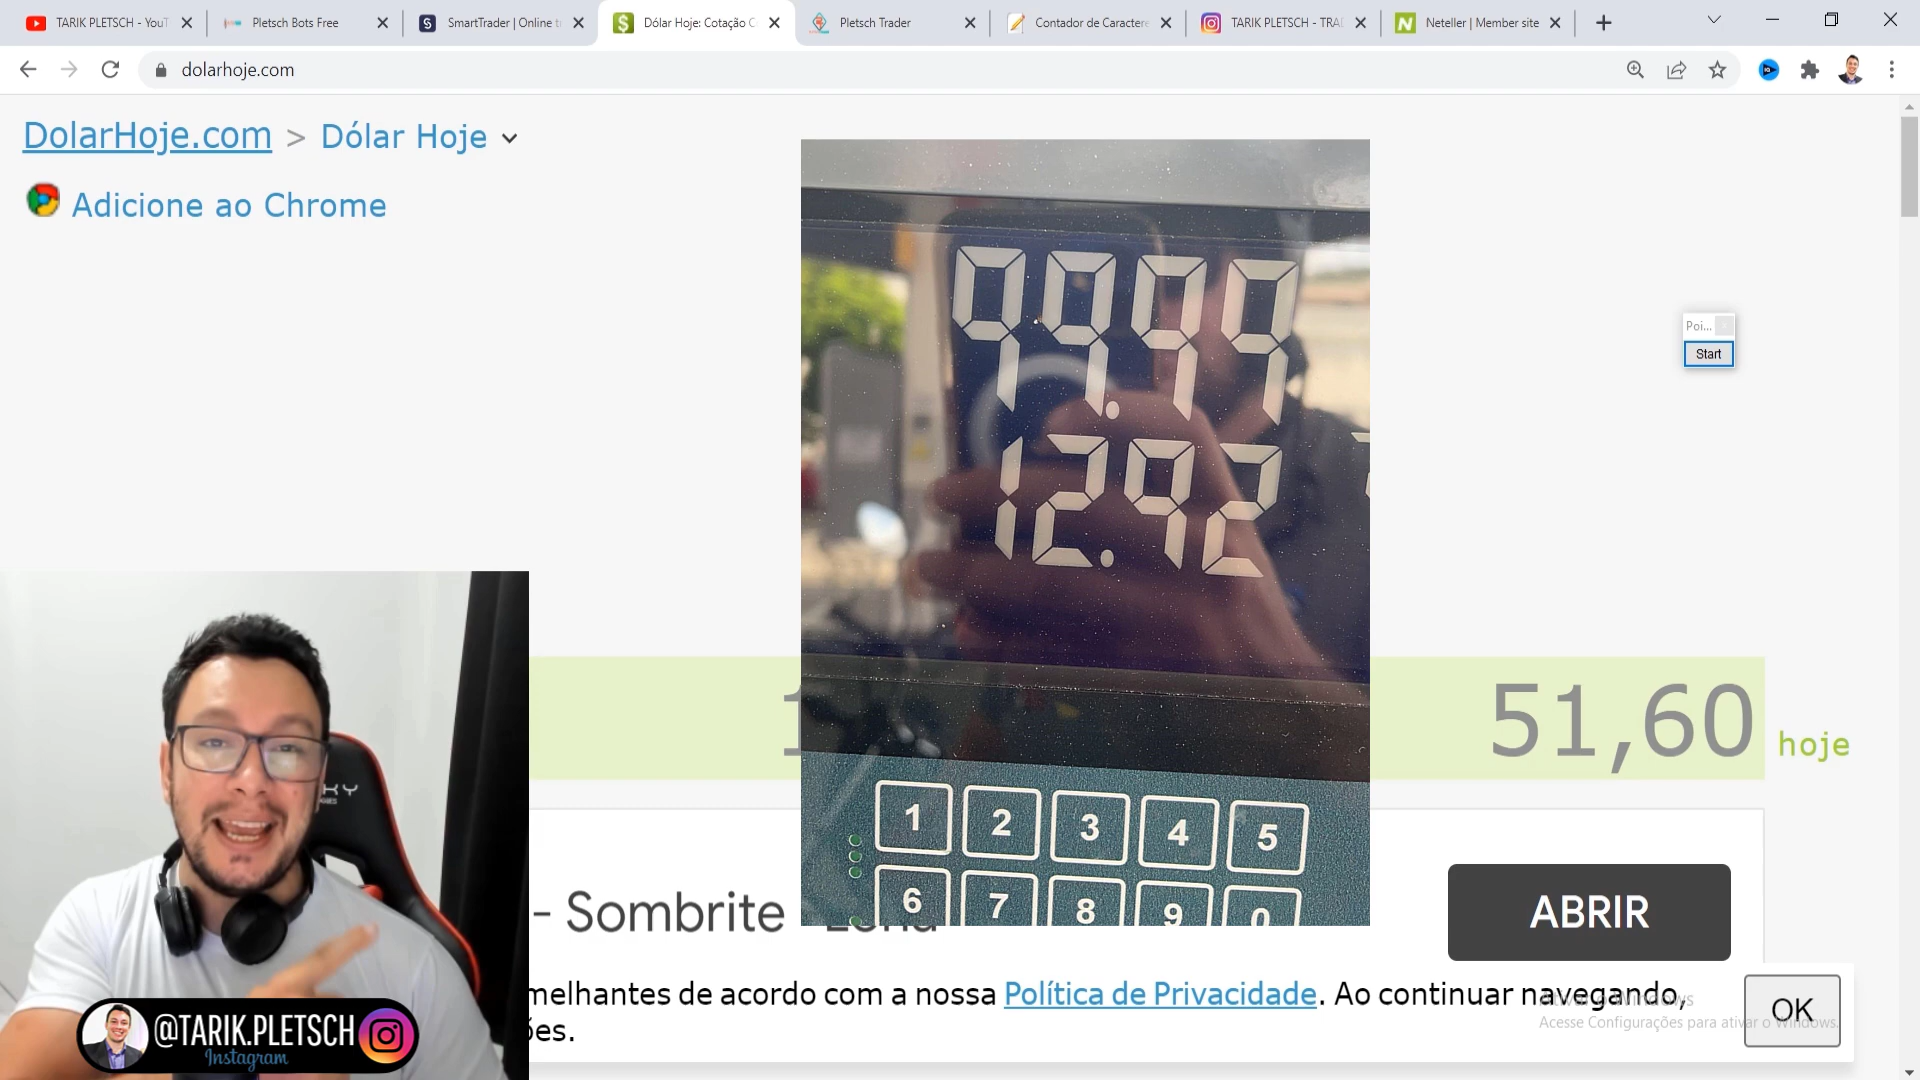 TARIK PLETSCH - YouT
Pletsch Bots Free
SmartTrader | Online t
Dólar Hoje: Cotação C
Pletsch Trader
Contador de Caractere
TARIK PLETSCH - TRA
Neteller | Member site
dolarhoje.com
DolarHoje.com > Dólar Hoje
Adicione ao Chrome
99.99
12.92
Poi...
Start
51,60 hoje
1 2 3 4 5
6 7 8 9 0
- Sombrite
ABRIR
melhantes de acordo com a nossa Política de Privacidade. Ao continuar navegando,
ões.
OK
Acesse Configurações para ativar o Windows.
@TARIK.PLETSCH
Instagram